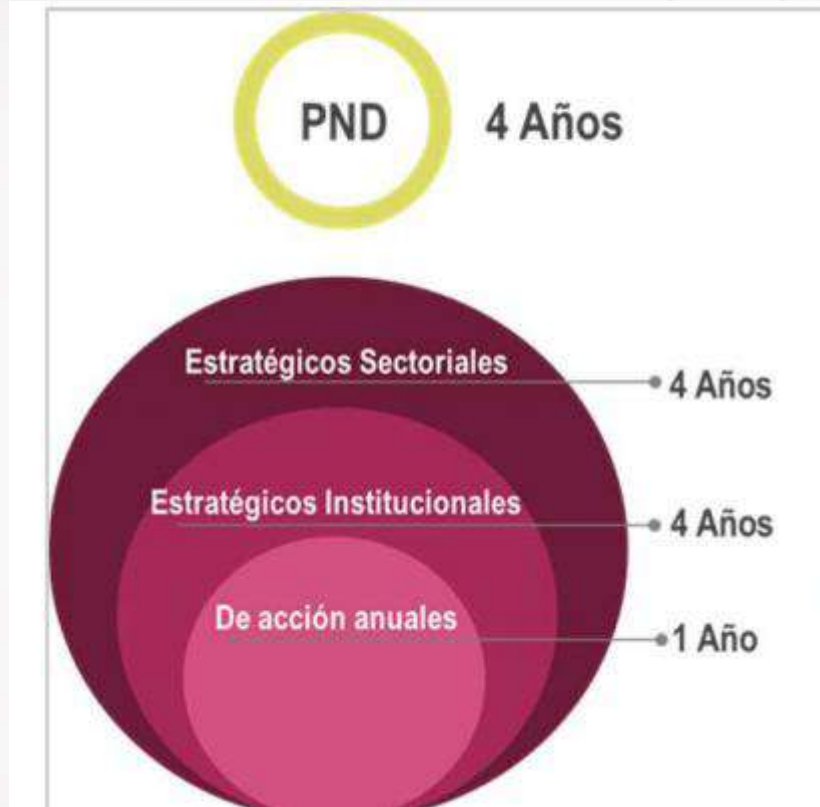 PND 4 Años
Estratégicos Sectoriales
4 Años
Estratégicos Institucionales
4 Años
De acción anuales
1 Año